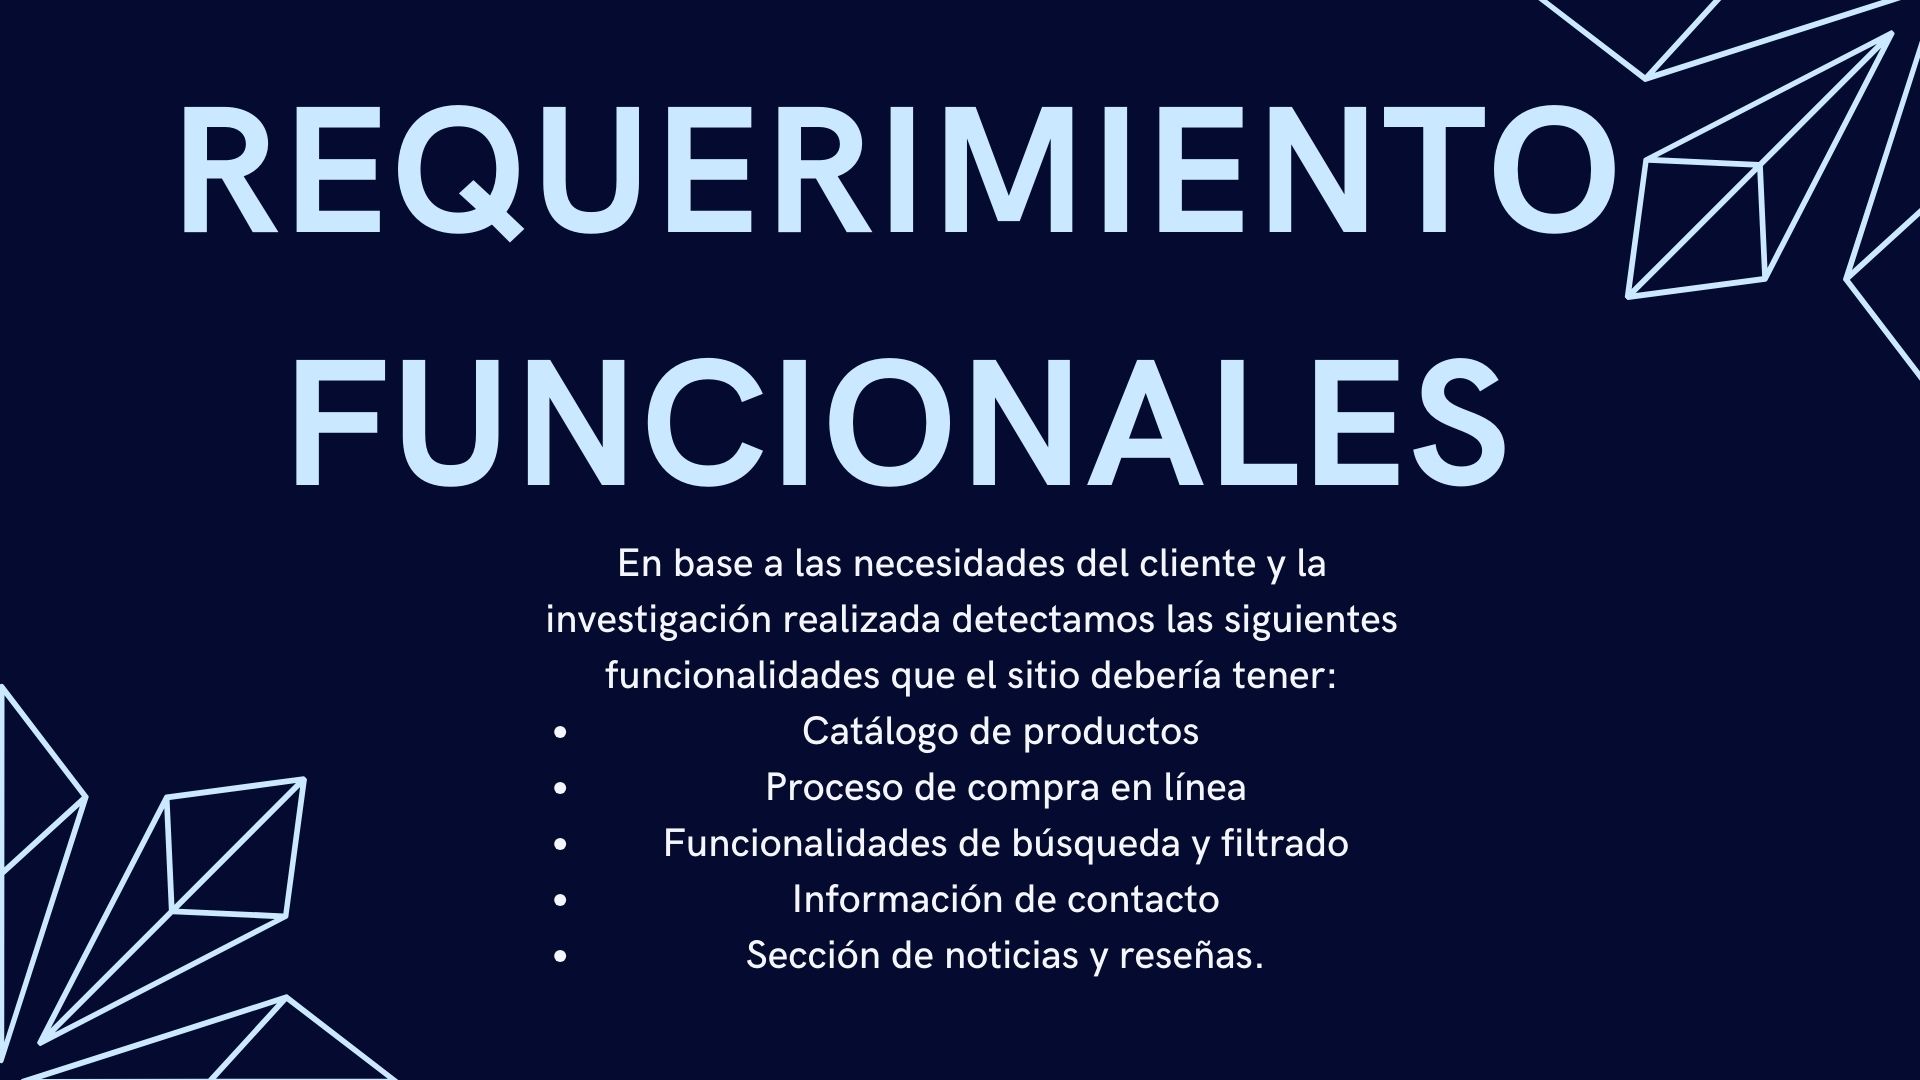 REQUERIMIENTO
FUNCIONALES
En base a las necesidades del cliente y la
investigación realizada detectamos las siguientes
funcionalidades que el sitio debería tener:
• Catálogo de productos
• Proceso de compra en línea
• Funcionalidades de búsqueda y filtrado
• Información de contacto
• Sección de noticias y reseñas.